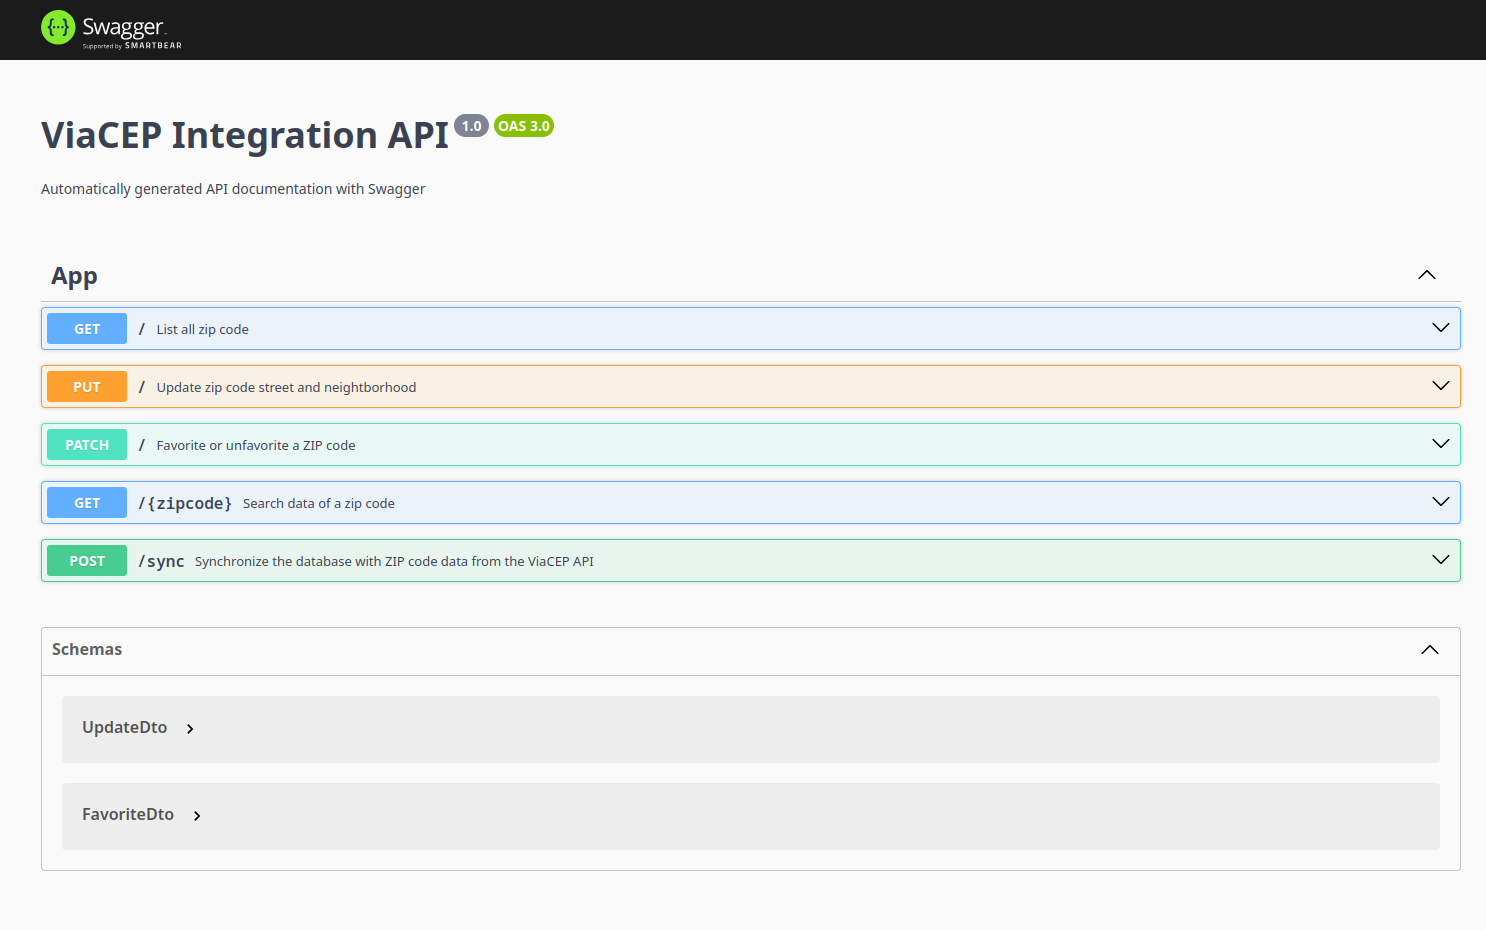 {···} Swagger.
Supported by SMARTBEAR
ViaCEP Integration API 1.0 OAS 3.0
Automatically generated API documentation with Swagger
App
GET / List all zip code
PUT / Update zip code street and neightborhood
PATCH / Favorite or unfavorite a ZIP code
GET /{zipcode} Search data of a zip code
POST /sync Synchronize the database with ZIP code data from the ViaCEP API
Schemas
UpdateDto
FavoriteDto